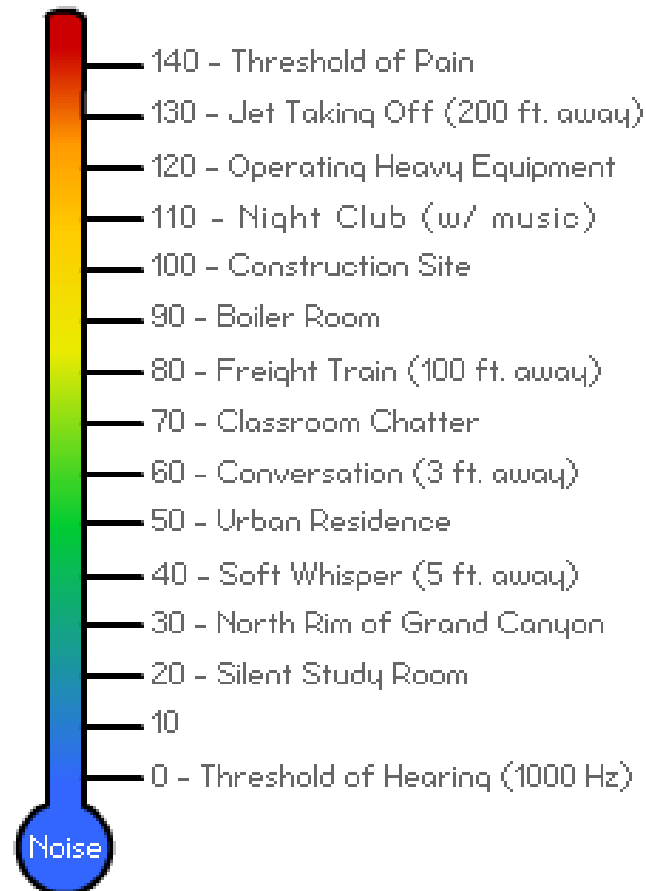 140 - Threshold of Pain
130 - Jet Taking Off (200 ft. away)
120 - Operating Heavy Equipment
110 - Night Club (w/ music)
100 - Construction Site
90 - Boiler Room
80 - Freight Train (100 ft. away)
70 - Classroom Chatter
60 - Conversation (3 ft. away)
50 - Urban Residence
40 - Soft Whisper (5 ft. away)
30 - North Rim of Grand Canyon
20 - Silent Study Room
10
0 - Threshold of Hearing (1000 Hz)
Noise